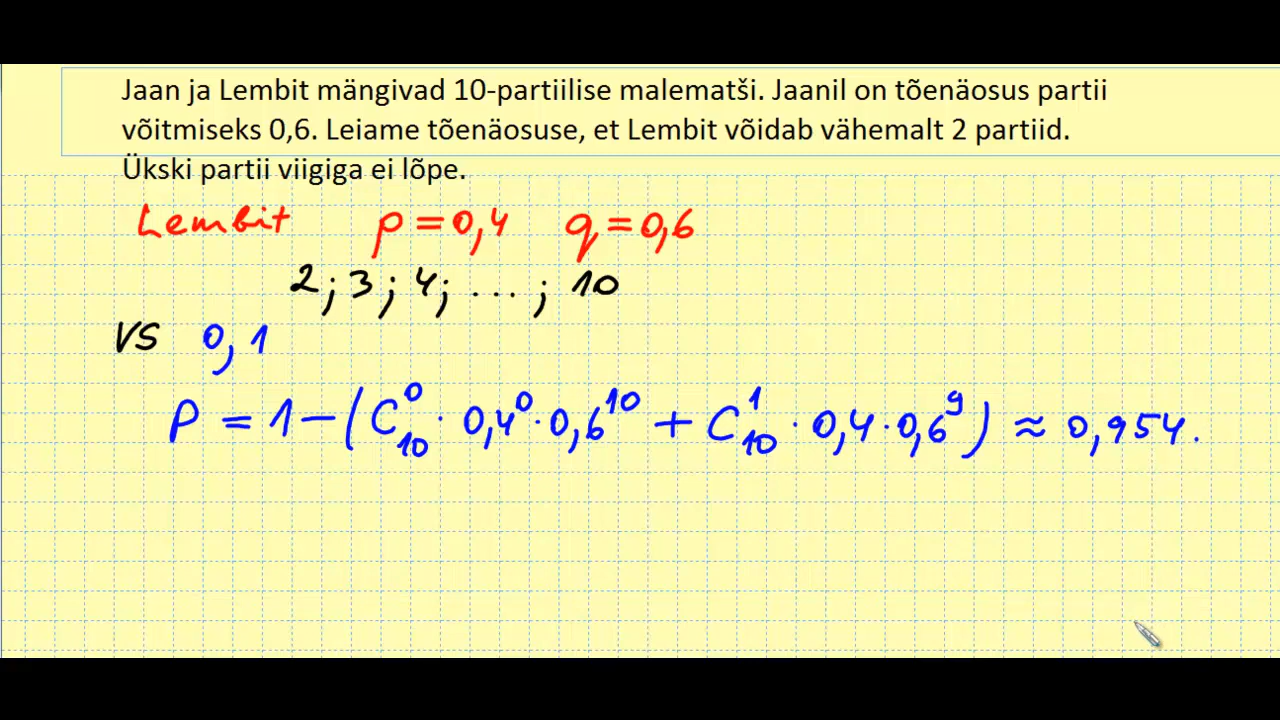 Jaan ja Lembit mängivad 10-partiilise malematši. Jaanil on tõenäosus partii
võitmiseks 0,6. Leiame tõenäosuse, et Lembit võidab vähemalt 2 partiid.
Ükski partii viigiga ei lõpe.
Lembit p = 0,4 q = 0,6
2; 3; 4; ...; 10
VS 0, 1
P = 1 - (C₁₀⁰ · 0,4⁰ · 0,6¹⁰ + C₁₀¹ · 0,4 · 0,6⁹) ≈ 0,954.